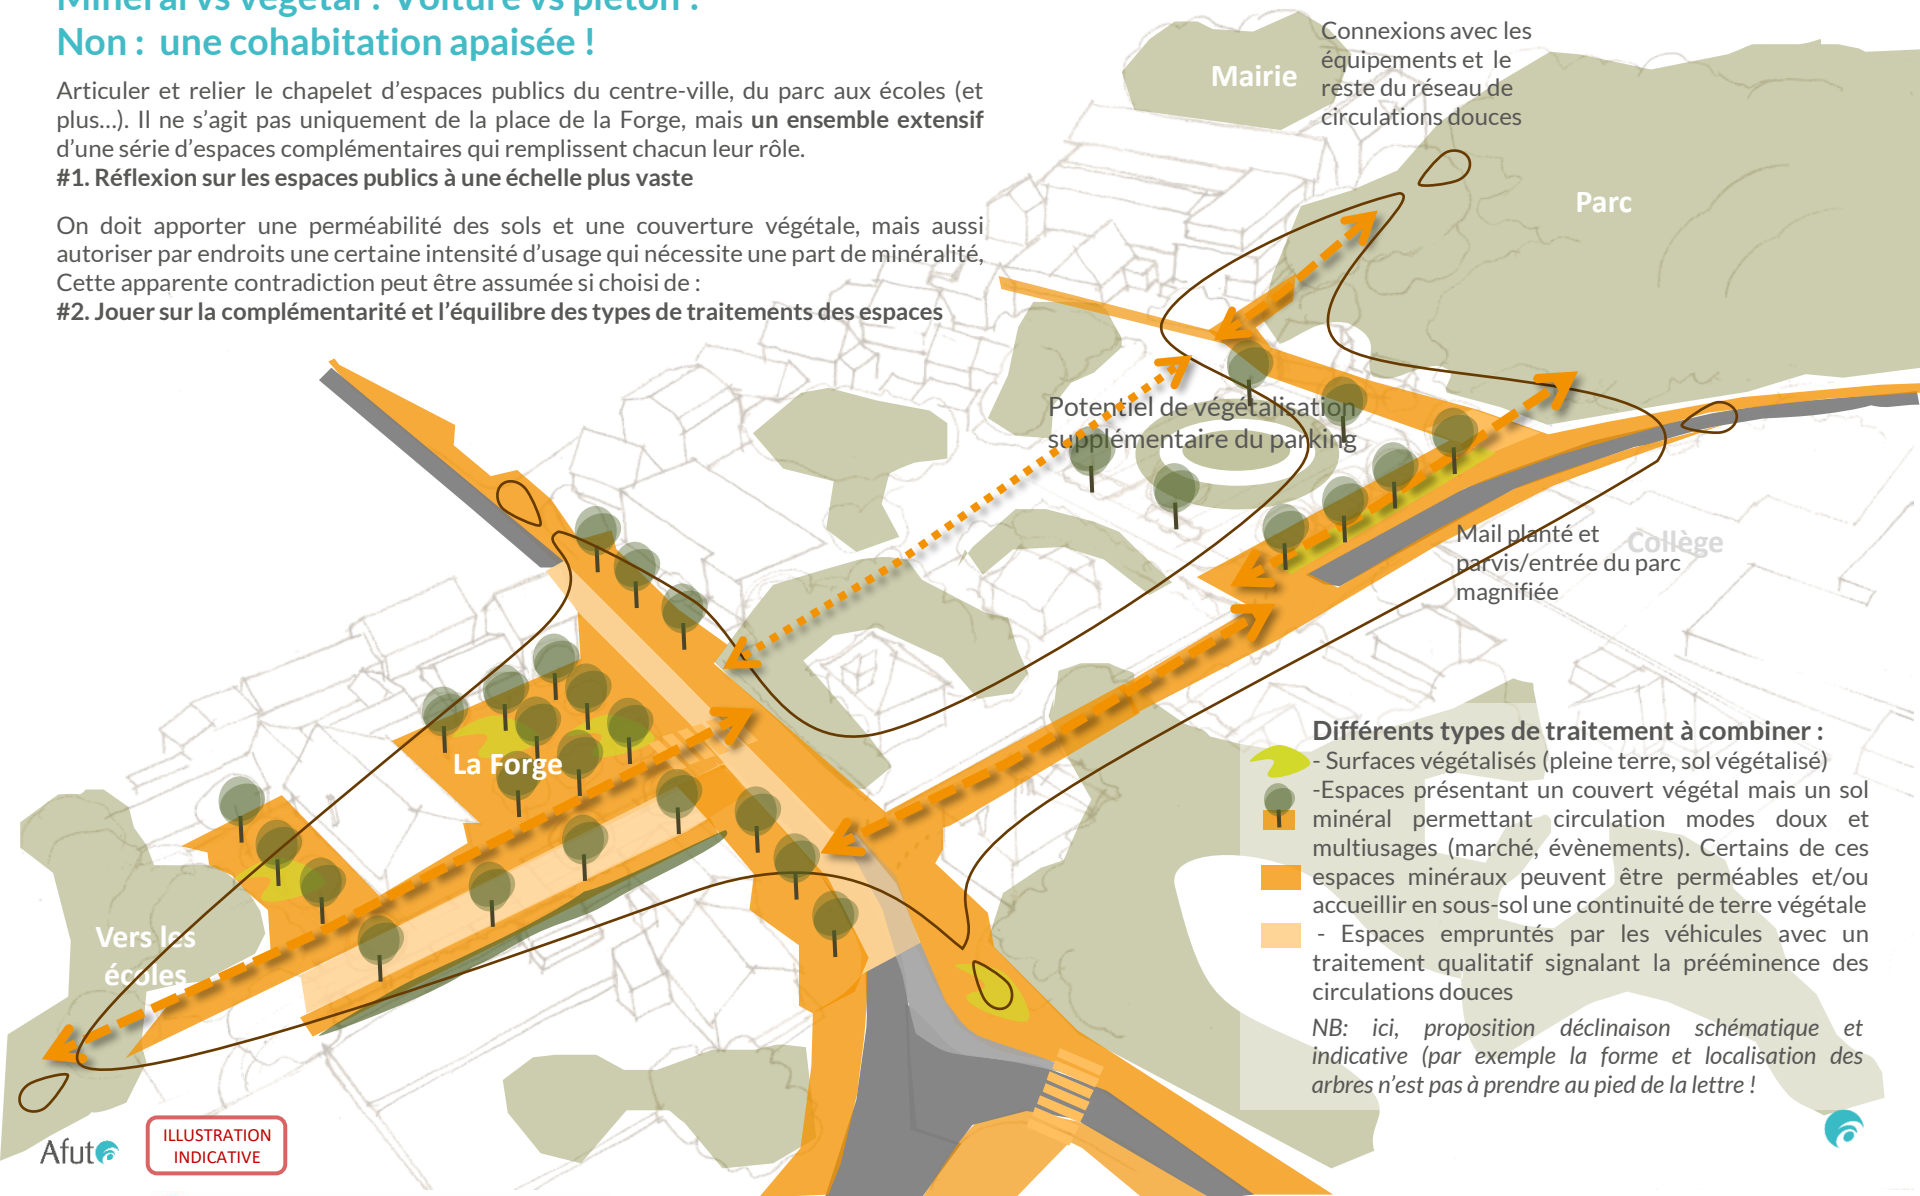 Minéral vs végétal ? Voiture vs piéton ?
Non : une cohabitation apaisée !
Articuler et relier le chapelet d'espaces publics du centre-ville, du parc aux écoles (et
plus…). Il ne s'agit pas uniquement de la place de la Forge, mais un ensemble extensif
d'une série d'espaces complémentaires qui remplissent chacun leur rôle.
#1. Réflexion sur les espaces publics à une échelle plus vaste
On doit apporter une perméabilité des sols et une couverture végétale, mais aussi
autoriser par endroits une certaine intensité d'usage qui nécessite une part de minéralité,
Cette apparente contradiction peut être assumée si choisi de :
#2. Jouer sur la complémentarité et l'équilibre des types de traitements des espaces
Mairie
Connexions avec les
équipements et le
reste du réseau de
circulations douces
Parc
Potentiel de végétalisation
supplémentaire du parking
Mail planté et
parvis/entrée du parc
magnifiée
Collège
La Forge
Vers les
écoles
Différents types de traitement à combiner :
- Surfaces végétalisés (pleine terre, sol végétalisé)
-Espaces présentant un couvert végétal mais un sol
minéral permettant circulation modes doux et
multiusages (marché, évènements). Certains de ces
espaces minéraux peuvent être perméables et/ou
accueillir en sous-sol une continuité de terre végétale
- Espaces empruntés par les véhicules avec un
traitement qualitatif signalant la prééminence des
circulations douces
NB: ici, proposition déclinaison schématique et
indicative (par exemple la forme et localisation des
arbres n'est pas à prendre au pied de la lettre !
Afut
ILLUSTRATION
INDICATIVE